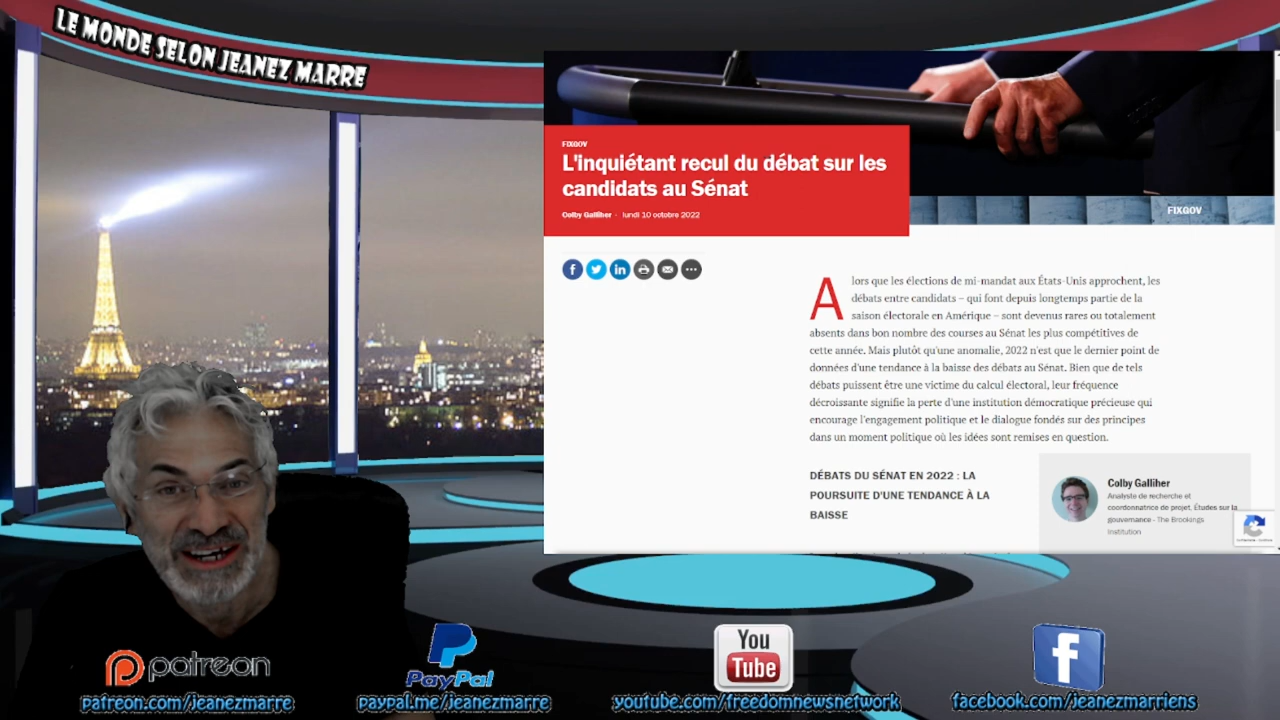 LE MONDE SELON JEANEZ MARRE
FIXGOV
L'inquiétant recul du débat sur les
candidats au Sénat
Colby Galliher - lundi 10 octobre 2022
FIXGOV
Alors que les élections de mi-mandat aux États-Unis approchent, les
débats entre candidats – qui font depuis longtemps partie de la
saison électorale en Amérique – sont devenus rares ou totalement
absents dans bon nombre des courses au Sénat les plus compétitives de
cette année. Mais plutôt qu'une anomalie, 2022 n'est que le dernier point de
données d'une tendance à la baisse des débats au Sénat. Bien que de tels
débats puissent être une victime du calcul électoral, leur fréquence
décroissante signifie la perte d'une institution démocratique précieuse qui
encourage l'engagement politique et le dialogue fondés sur des principes
dans un moment politique où les idées sont remises en question.
DÉBATS DU SÉNAT EN 2022 : LA
POURSUITE D'UNE TENDANCE À LA
BAISSE
Colby Galliher
Analyste de recherche et
coordonnatrice de projet, Études sur la
gouvernance - The Brookings
Institution
patreon
PayPal
You
Tube
patreon.com/jeanezmarre
paypal.me/jeanezmarre
youtube.com/freedomnewsnetwork
facebook.com/jeanezmarriens